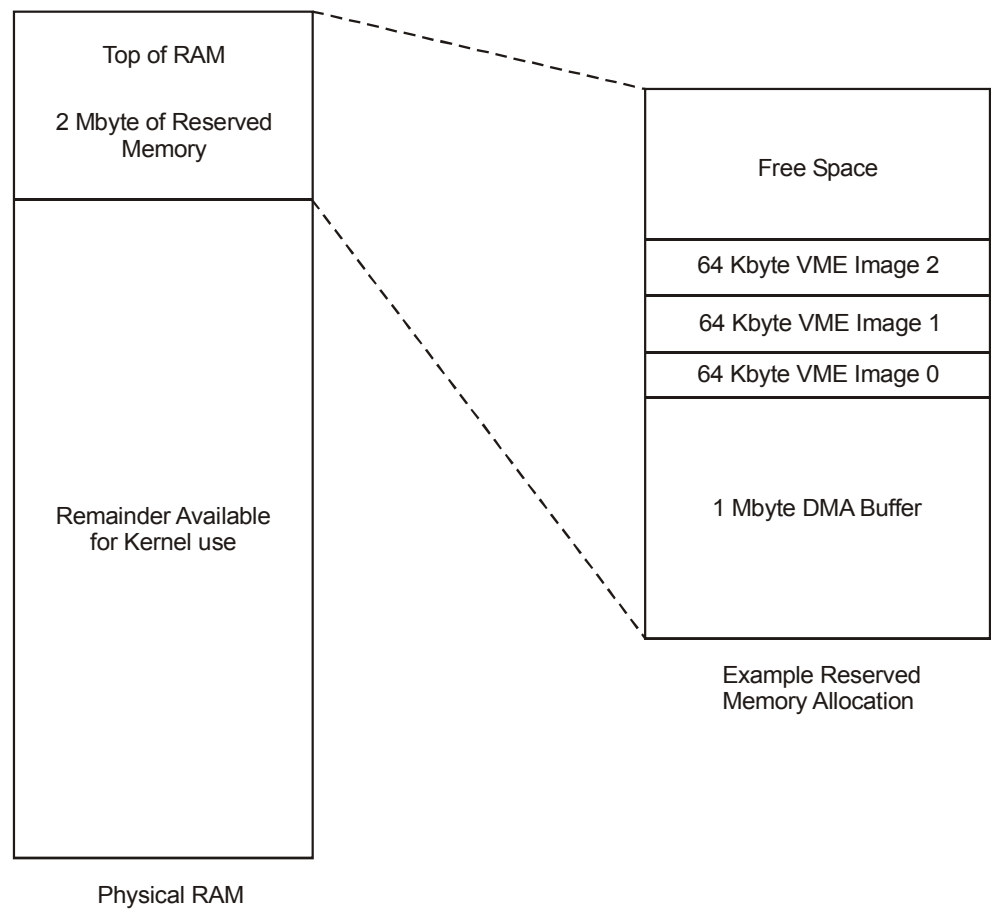 Top of RAM
2 Mbyte of Reserved
Memory
Remainder Available
for Kernel use
Physical RAM
Free Space
64 Kbyte VME Image 2
64 Kbyte VME Image 1
64 Kbyte VME Image 0
1 Mbyte DMA Buffer
Example Reserved
Memory Allocation